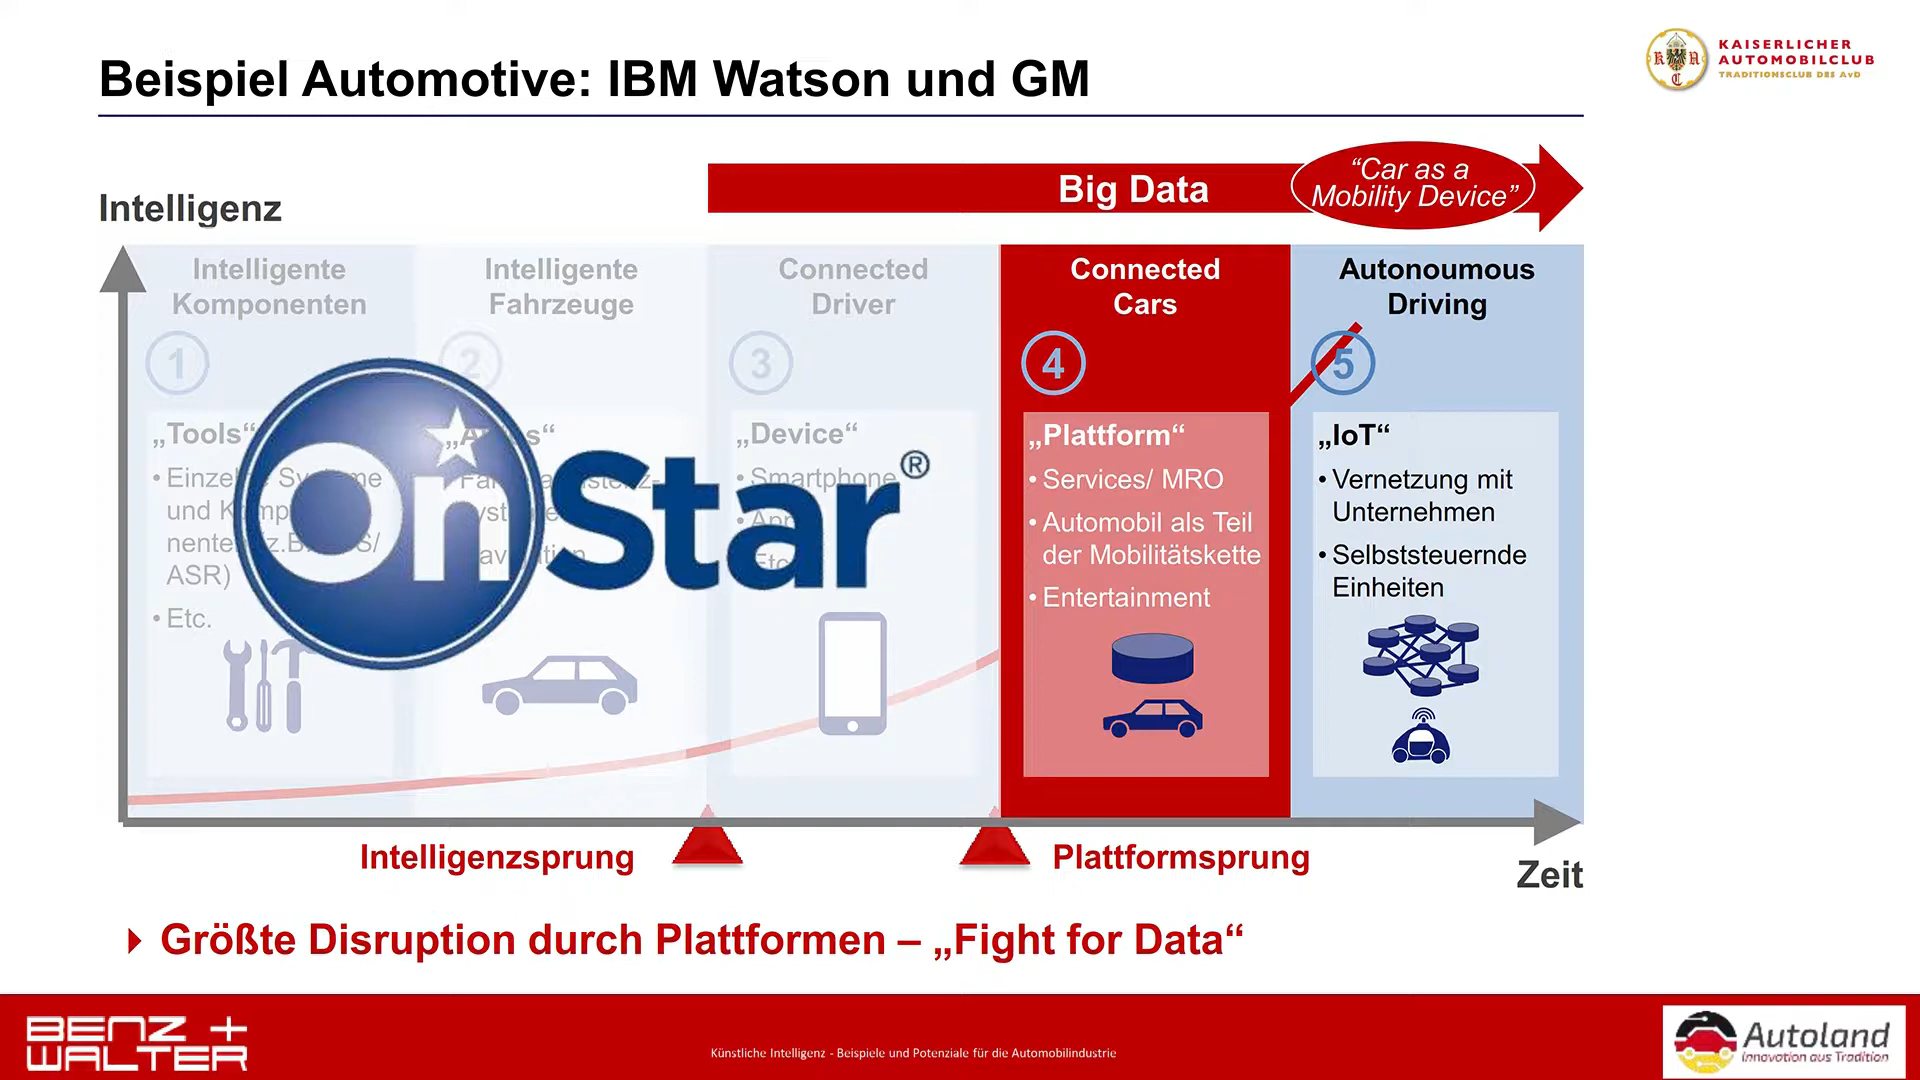 Beispiel Automotive: IBM Watson und GM
KAISERLICHER
AUTOMOBILCLUB
TRADITIONSCLUB DES AvD
K A C
Big Data
“Car as a
Mobility Device”
Intelligenz
Intelligente
Komponenten
1
„Tools“
• Einzel
Systeme
und
ASR)
• Etc.
Intelligente
Fahrzeuge
2
Connected
Driver
3
„Device“
• Smartphone
OnStar®
Connected
Cars
4
„Plattform“
• Services/ MRO
• Automobil als Teil
der Mobilitätskette
• Entertainment
Autonoumous
Driving
5
„IoT“
• Vernetzung mit
Unternehmen
• Selbststeuernde
Einheiten
Intelligenzsprung
Plattformsprung
Zeit
Größte Disruption durch Plattformen – „Fight for Data“
BENZ +
WALTER
Künstliche Intelligenz - Beispiele und Potenziale für die Automobilindustrie
Autoland
Innovation aus Tradition